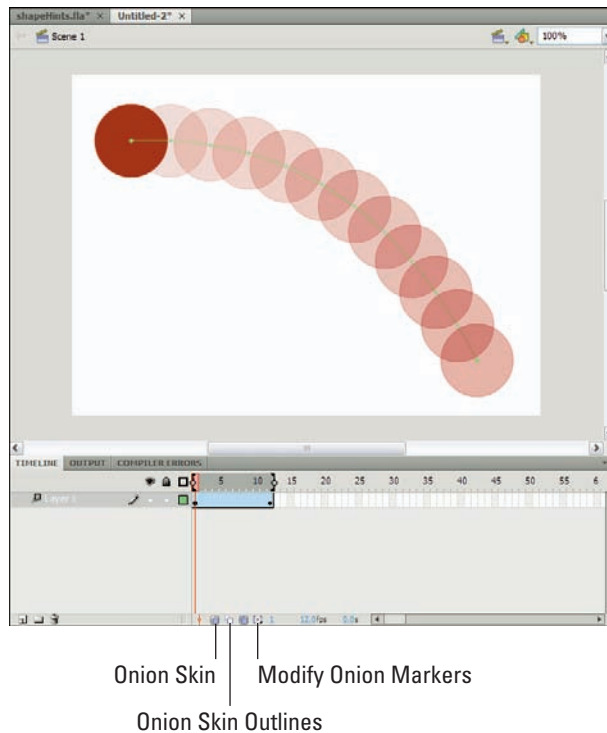 shapeHints.fla* × Untitled-2* ×
Scene 1 100%
TIMELINE OUTPUT COMPILER ERRORS
5 10 15 20 25 30 35 40 45 50 55 6
Layer 1
1 12.0fps 0.0s
Onion Skin Modify Onion Markers
Onion Skin Outlines